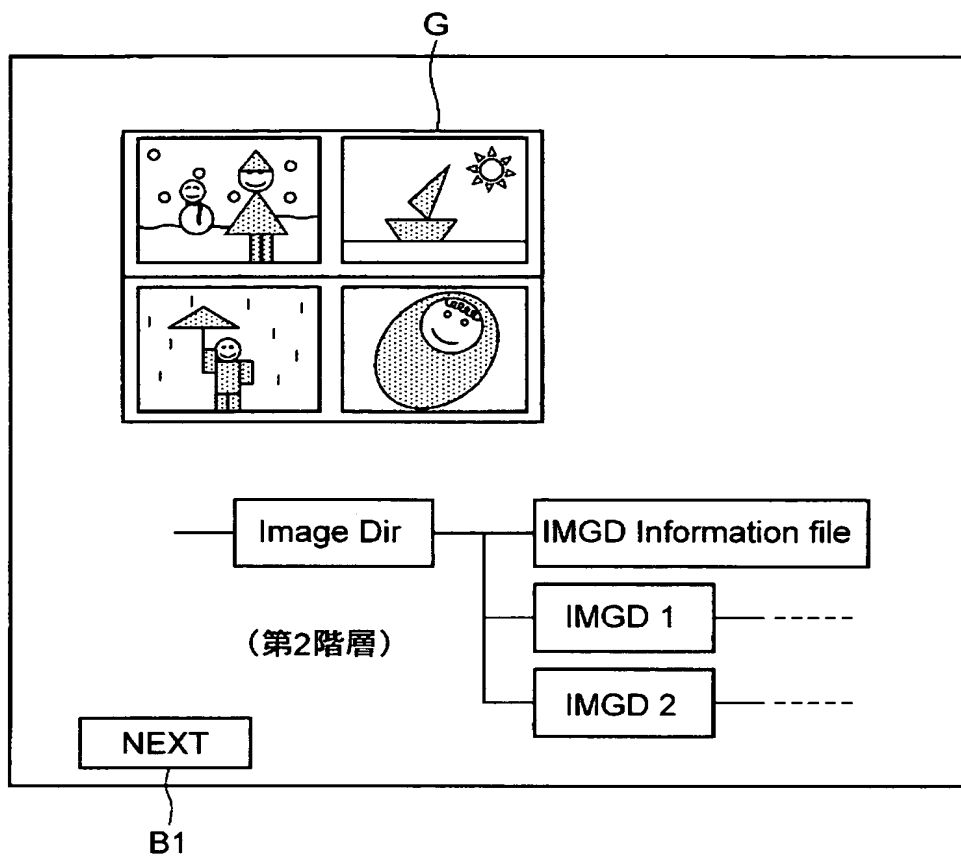 G
Image Dir
IMGD Information file
IMGD 1
(第2階層)
IMGD 2
NEXT
B1